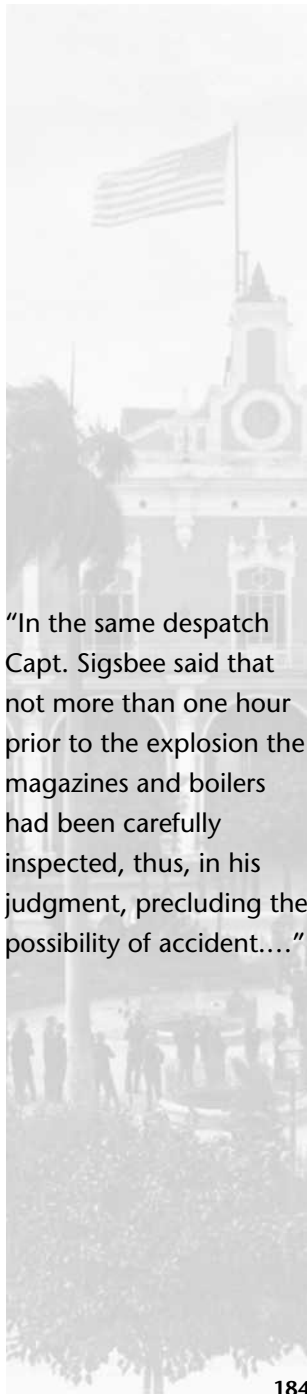 “In the same despatch
Capt. Sigsbee said that
not more than one hour
prior to the explosion the
magazines and boilers
had been carefully
inspected, thus, in his
judgment, precluding the
possibility of accident....”
184